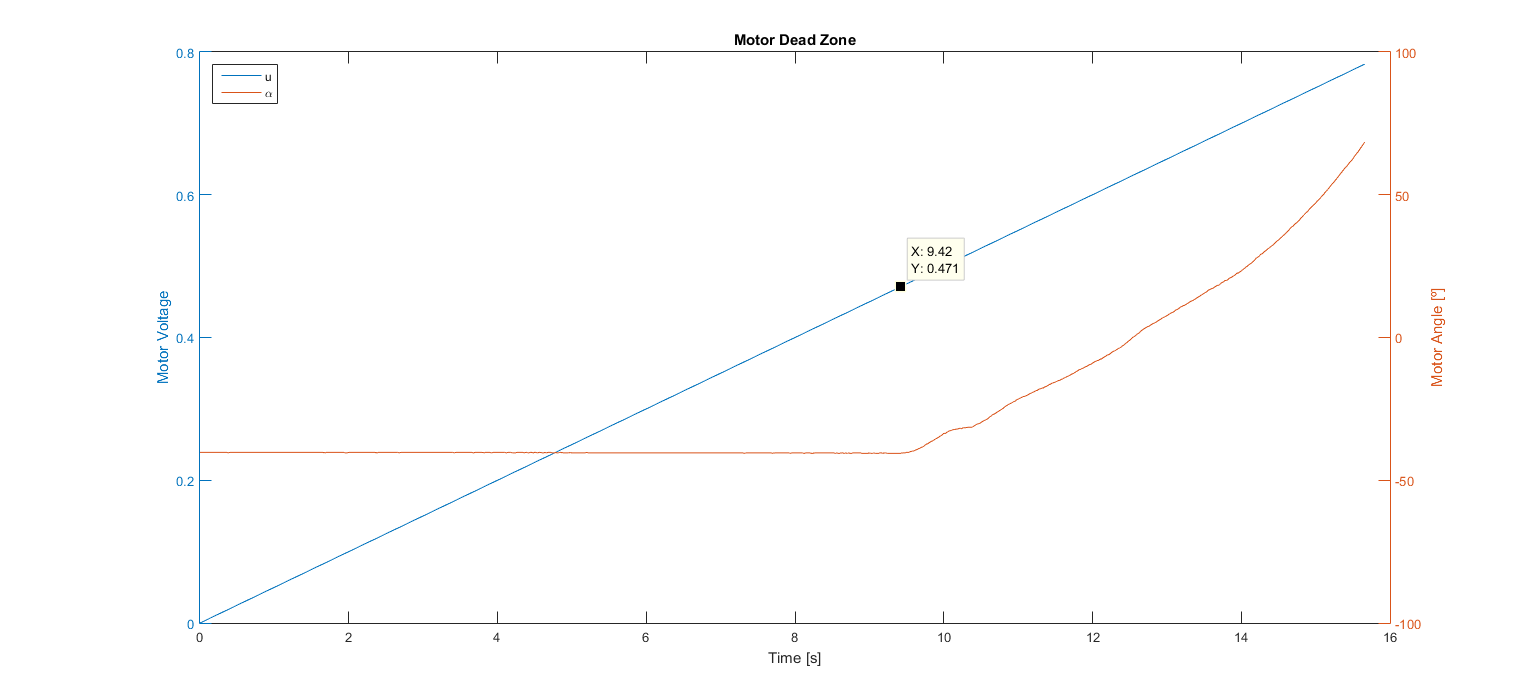 Motor Dead Zone
u
α
0.8
0.6
0.4
0.2
0
Motor Voltage
X: 9.42
Y: 0.471
100
50
0
-50
-100
Motor Angle [º]
0
2
4
6
8
10
12
14
16
Time [s]